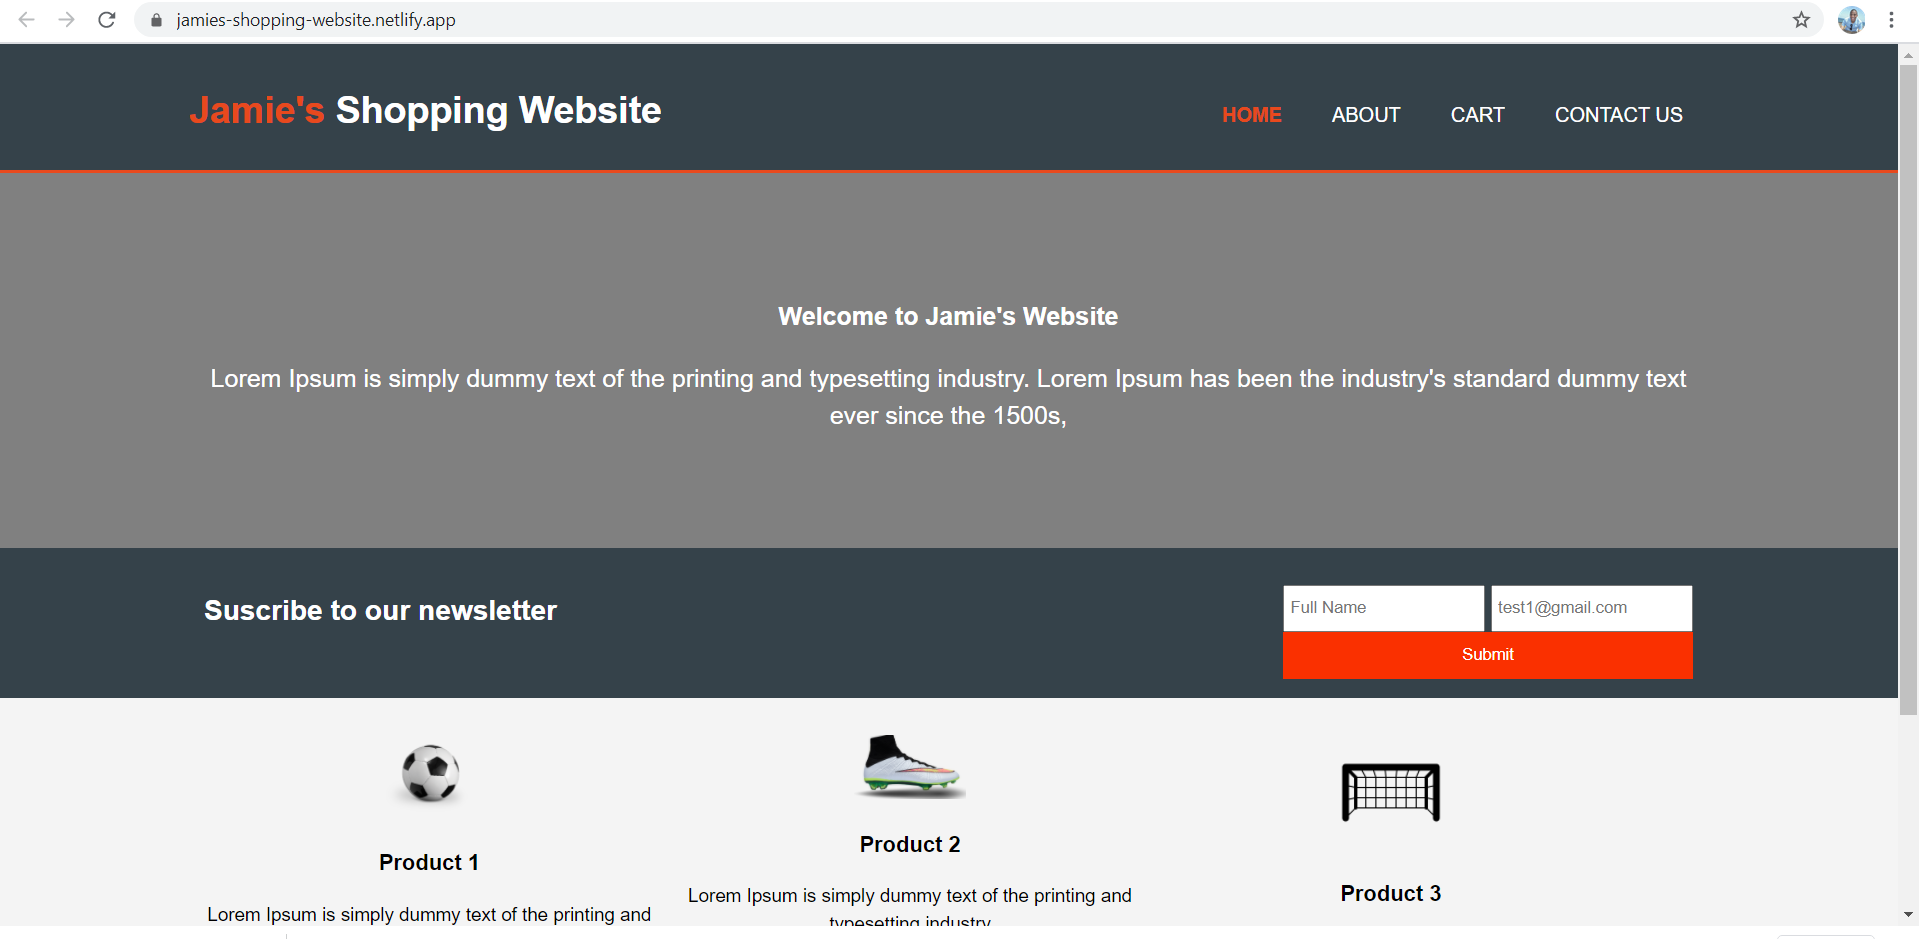 jamies-shopping-website.netlify.app
Jamie's Shopping Website
HOME ABOUT CART CONTACT US
Welcome to Jamie's Website
Lorem Ipsum is simply dummy text of the printing and typesetting industry. Lorem Ipsum has been the industry's standard dummy text
ever since the 1500s,
Suscribe to our newsletter
Full Name test1@gmail.com
Submit
Product 1
Lorem Ipsum is simply dummy text of the printing and
Product 2
Lorem Ipsum is simply dummy text of the printing and
typesetting industry
Product 3